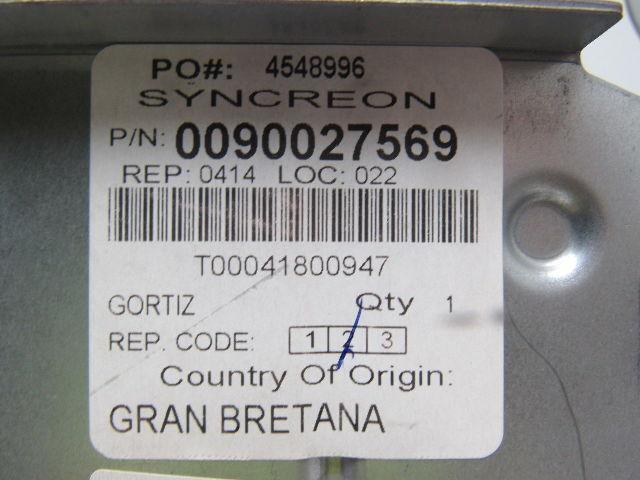 PO#: 4548996
SYNCREON
P/N: 0090027569
REP: 0414 LOC: 022
T00041800947
GORTIZ Qty 1
REP. CODE: 1 2 3
Country Of Origin:
GRAN BRETANA